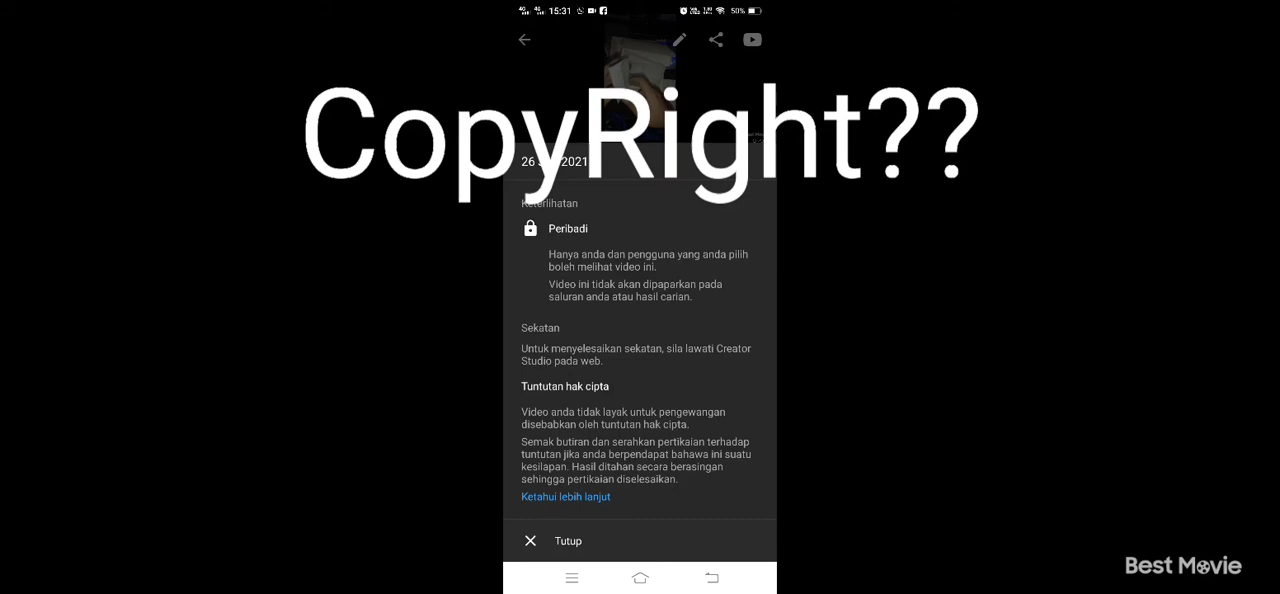 15:31
50%
CopyRight??
26 2021
Keterlihatan
Peribadi
Hanya anda dan pengguna yang anda pilih
boleh melihat video ini.
Video ini tidak akan dipaparkan pada
saluran anda atau hasil carian.
Sekatan
Untuk menyelesaikan sekatan, sila lawati Creator
Studio pada web.
Tuntutan hak cipta
Video anda tidak layak untuk pengewangan
disebabkan oleh tuntutan hak cipta.
Semak butiran dan serahkan pertikaian terhadap
tuntutan jika anda berpendapat bahawa ini suatu
kesilapan. Hasil ditahan secara berasingan
sehingga pertikaian diselesaikan.
Ketahui lebih lanjut
Tutup
Best Movie